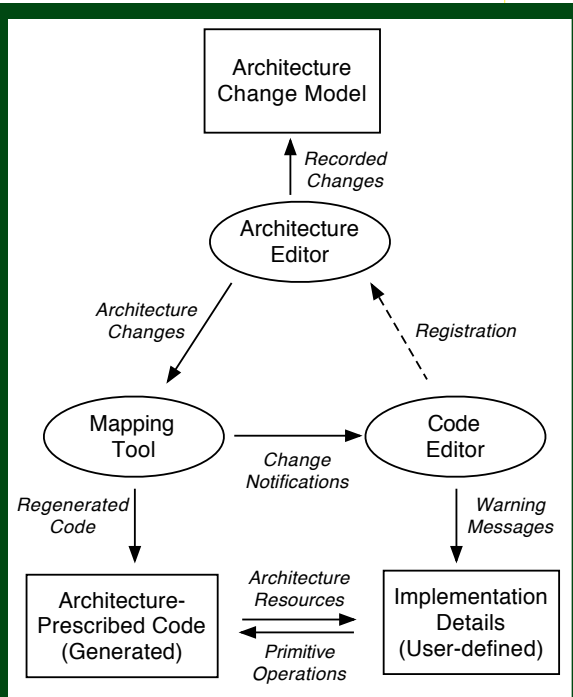 Architecture
Change Model
Recorded
Changes
Architecture
Editor
Architecture
Changes
Registration
Mapping
Tool
Change
Notifications
Code
Editor
Regenerated
Code
Warning
Messages
Architecture-
Prescribed Code
(Generated)
Architecture
Resources
Primitive
Operations
Implementation
Details
(User-defined)